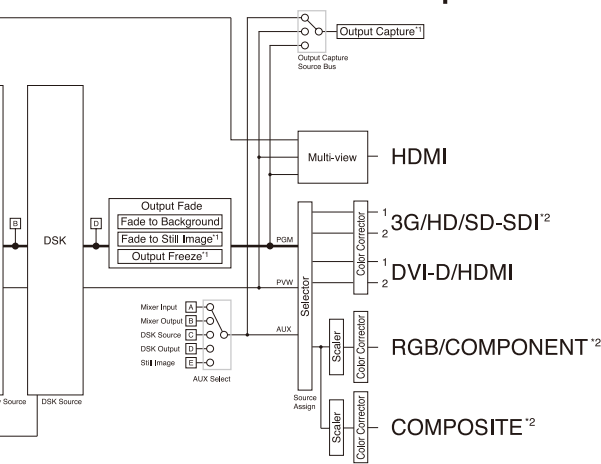 Output Capture*1
Output Capture
Source Bus
Multi-view
HDMI
Output Fade
Fade to Background
Fade to Still Image*1
Output Freeze*1
B
DSK
D
PGM
PVW
AUX
Selector
Color Corrector
1
2
3G/HD/SD-SDI*2
1
2
DVI-D/HDMI
Mixer Input
A
Mixer Output
B
DSK Source
C
DSK Output
D
Still Image
E
AUX Select
Scaler
Color Corrector
RGB/COMPONENT*2
Source
Assign
Scaler
Color Corrector
COMPOSITE*2
Source
DSK Source